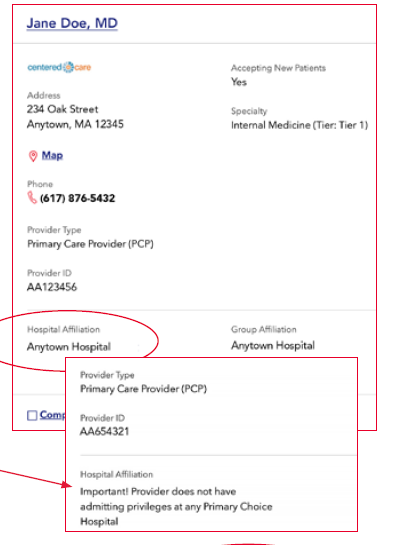 Jane Doe, MD
centered care
Accepting New Patients
Yes
Address
234 Oak Street
Anytown, MA 12345
Specialty
Internal Medicine (Tier: Tier 1)
Map
Phone
(617) 876-5432
Provider Type
Primary Care Provider (PCP)
Provider ID
AA123456
Hospital Affiliation
Anytown Hospital
Group Affiliation
Anytown Hospital
Comp
Provider Type
Primary Care Provider (PCP)
Provider ID
AA654321
Hospital Affiliation
Important! Provider does not have
admitting privileges at any Primary Choice
Hospital